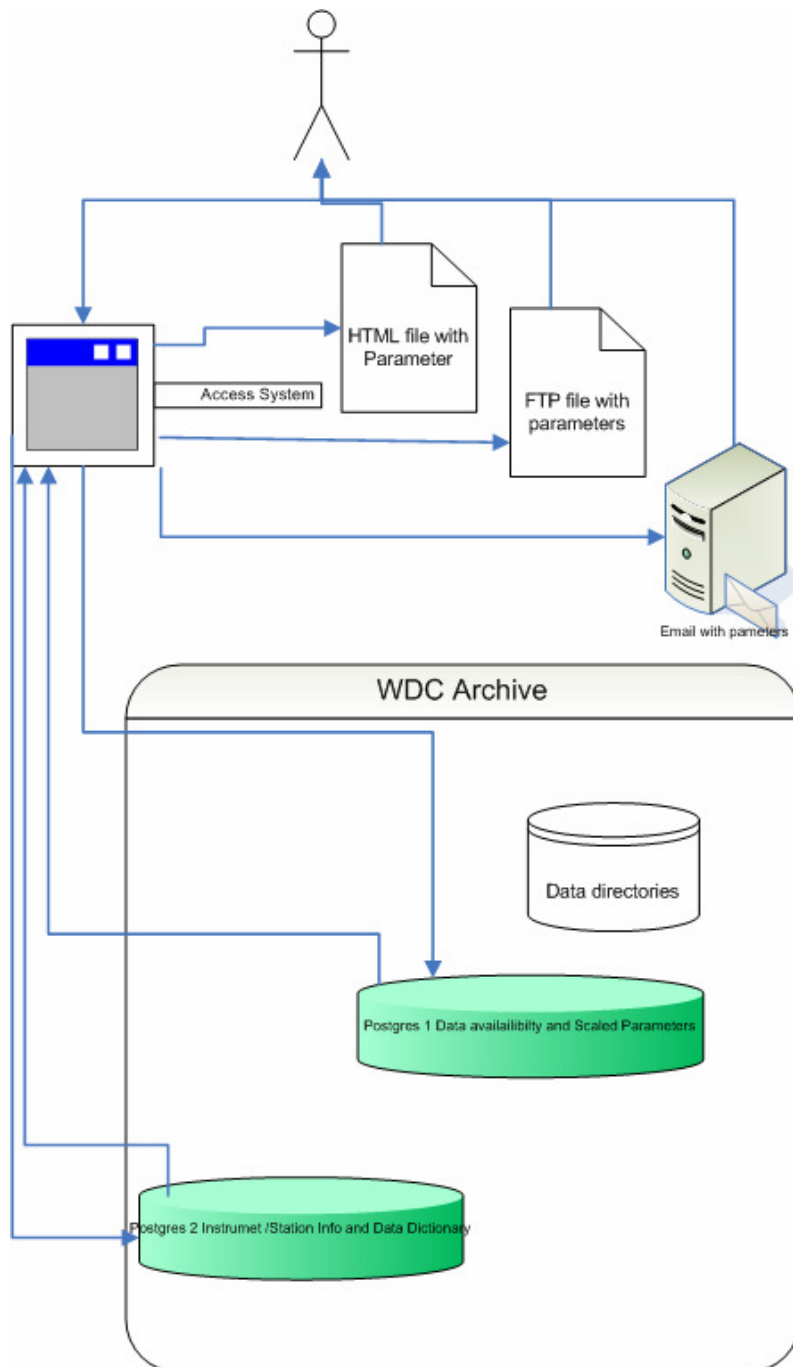 HTML file with
Parameter
Access System
FTP file with
parameters
Email with pameters
WDC Archive
Data directories
Postgres 1 Data availailibilty and Scaled Parameters
Postgres 2 Instrumet /Station Info and Data Dictionary